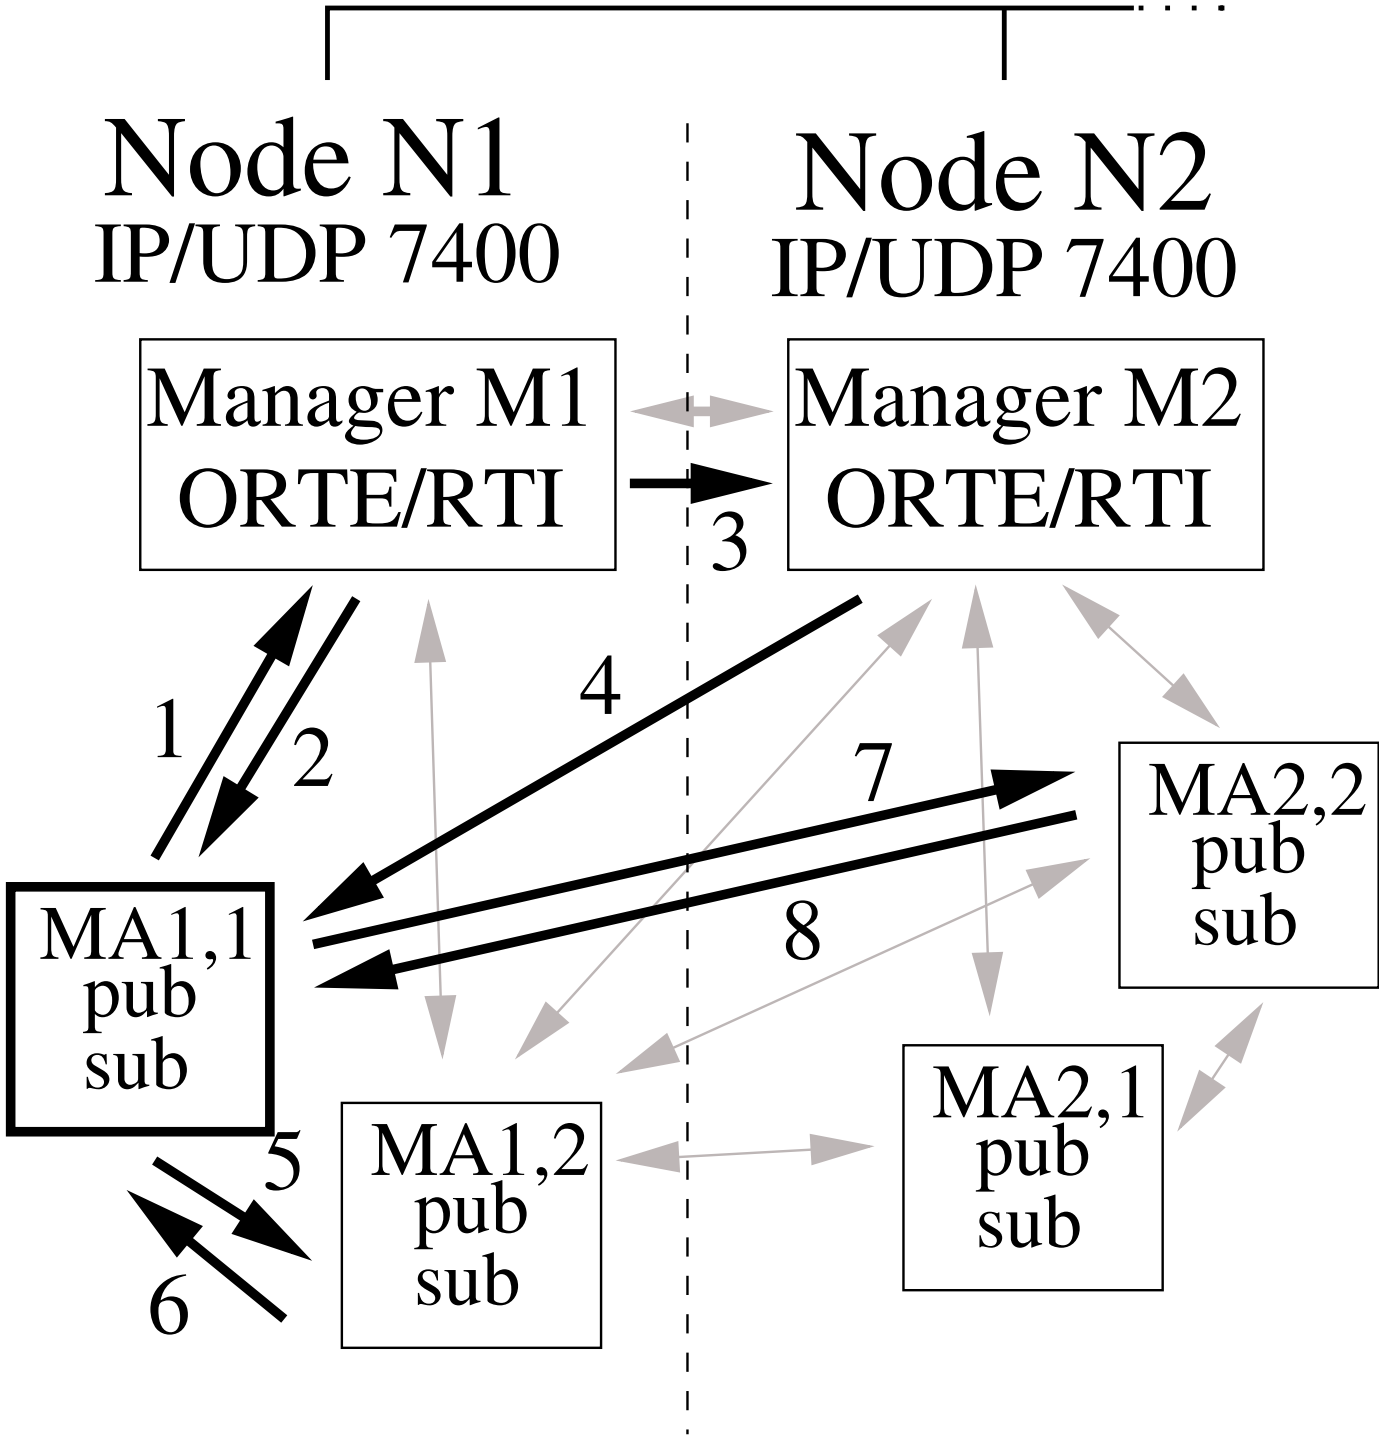 Node N1
IP/UDP 7400
Node N2
IP/UDP 7400
Manager M1
ORTE/RTI
Manager M2
ORTE/RTI
3
1
2
4
7
8
MA2,2
pub
sub
MA1,1
pub
sub
5
6
MA1,2
pub
sub
MA2,1
pub
sub